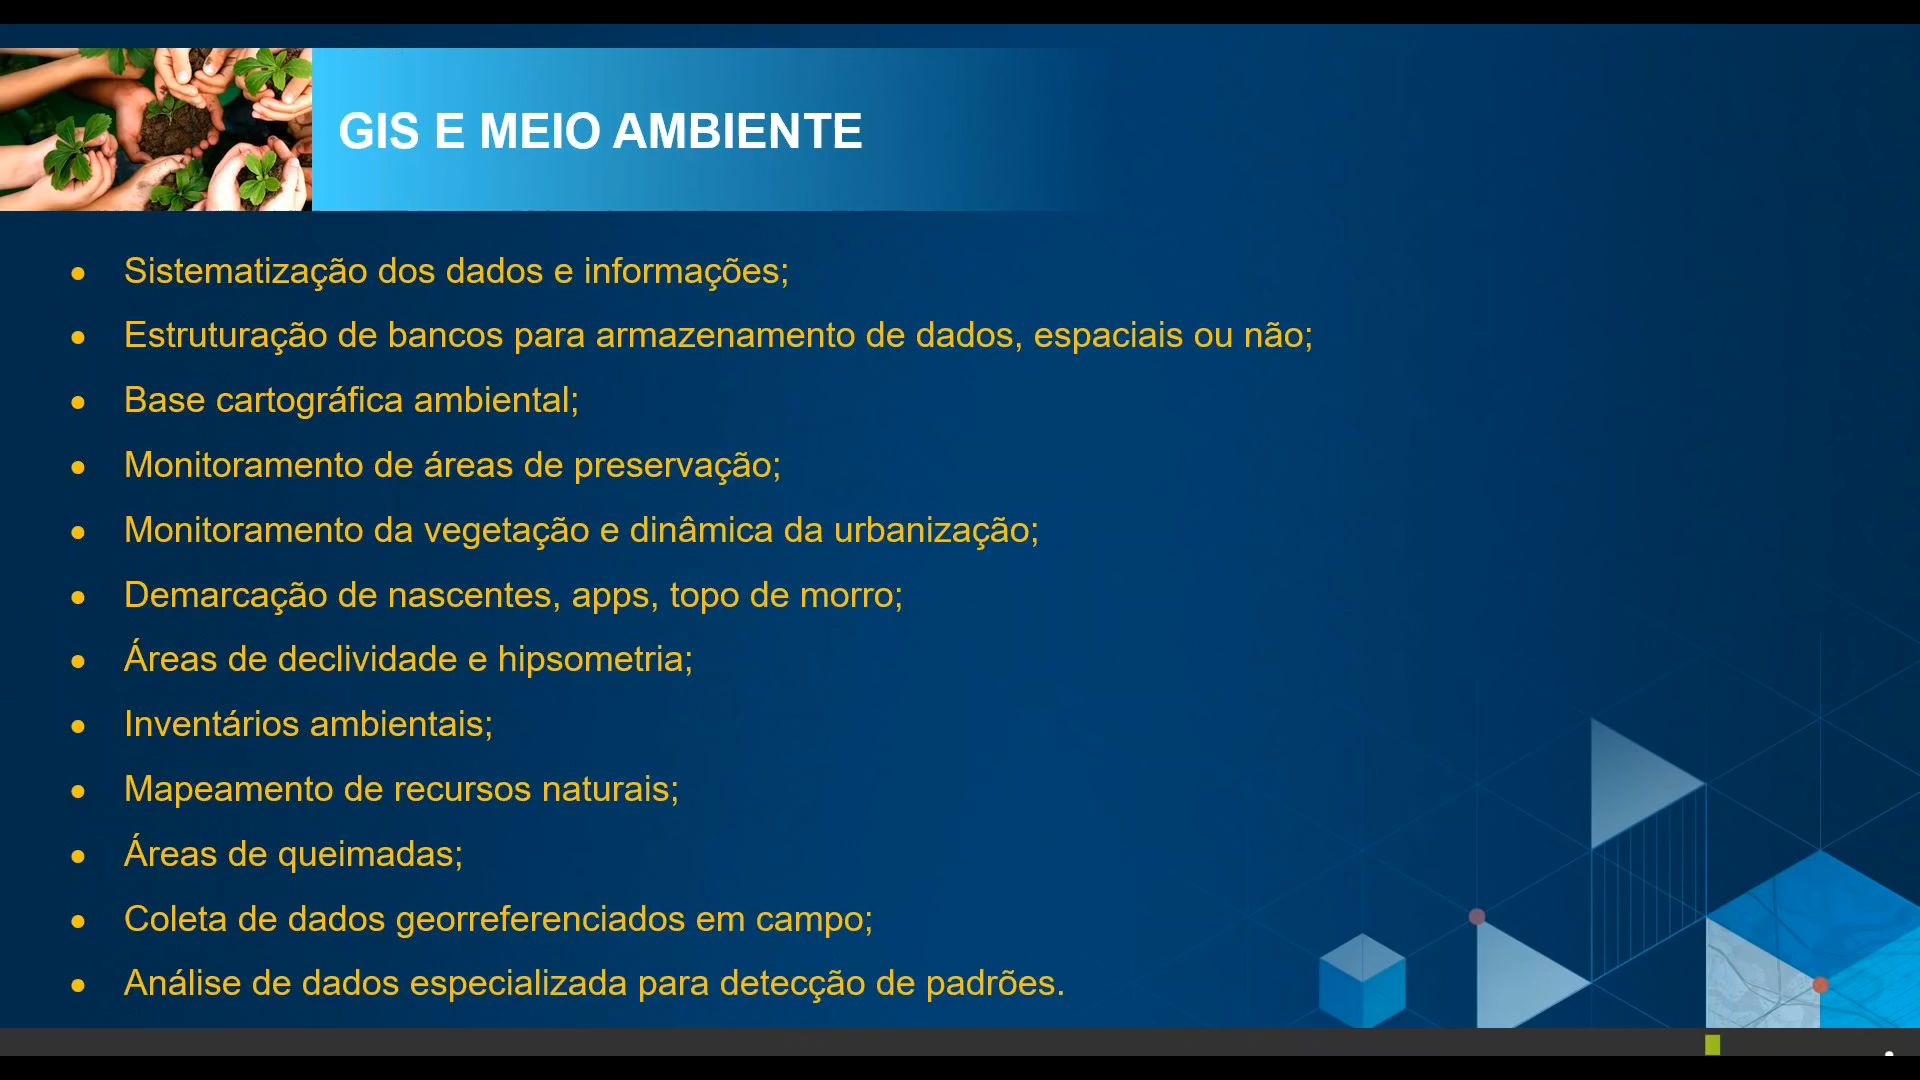 GIS E MEIO AMBIENTE
● Sistematização dos dados e informações;
● Estruturação de bancos para armazenamento de dados, espaciais ou não;
● Base cartográfica ambiental;
● Monitoramento de áreas de preservação;
● Monitoramento da vegetação e dinâmica da urbanização;
● Demarcação de nascentes, apps, topo de morro;
● Áreas de declividade e hipsometria;
● Inventários ambientais;
● Mapeamento de recursos naturais;
● Áreas de queimadas;
● Coleta de dados georreferenciados em campo;
● Análise de dados especializada para detecção de padrões.